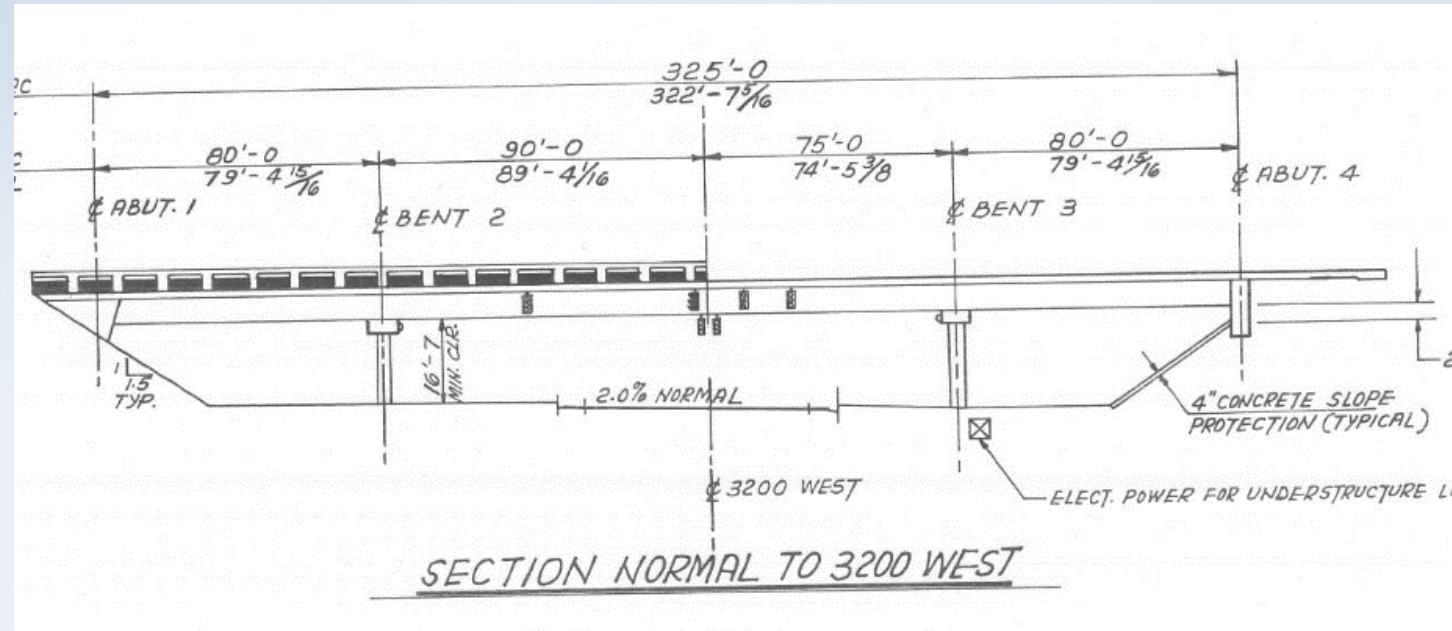 325'-0
322'-7 5/16
80'-0
79'-4 15/16
90'-0
89'-4 1/16
75'-0
74'-5 3/8
80'-0
79'-4 15/16
℄ ABUT. 1
℄ BENT 2
℄ BENT 3
℄ ABUT. 4
16'-7
MIN. CLR.
1
1.5
TYP.
2.0% NORMAL
4" CONCRETE SLOPE
PROTECTION (TYPICAL)
℄ 3200 WEST
ELECT. POWER FOR UNDERSTRUCTURE
SECTION NORMAL TO 3200 WEST